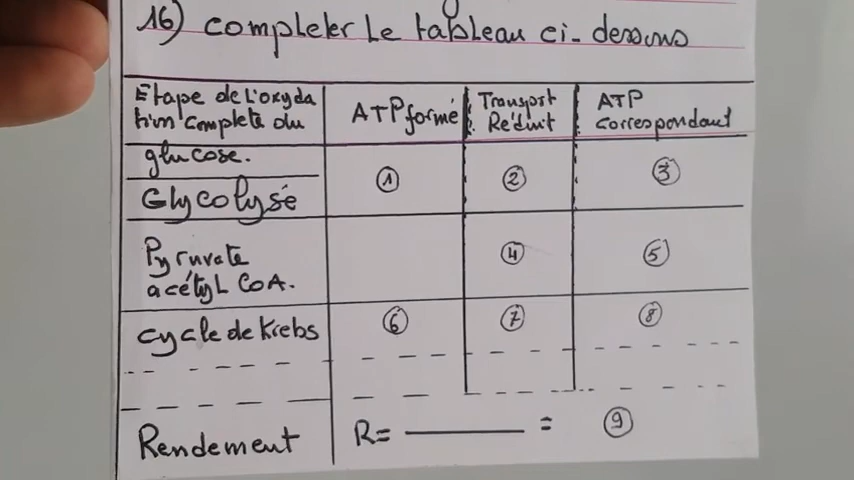 16) completer Le tableau ci-dessous
Etape de l'oxyda
tion complète du
glucose.
ATP formé
Transport
Réduit
ATP
correspondant
Glycolyse
1
2
3
Pyruvate
acétyl CoA.
4
5
cycle de Krebs
6
7
8
Rendement
R= = 9